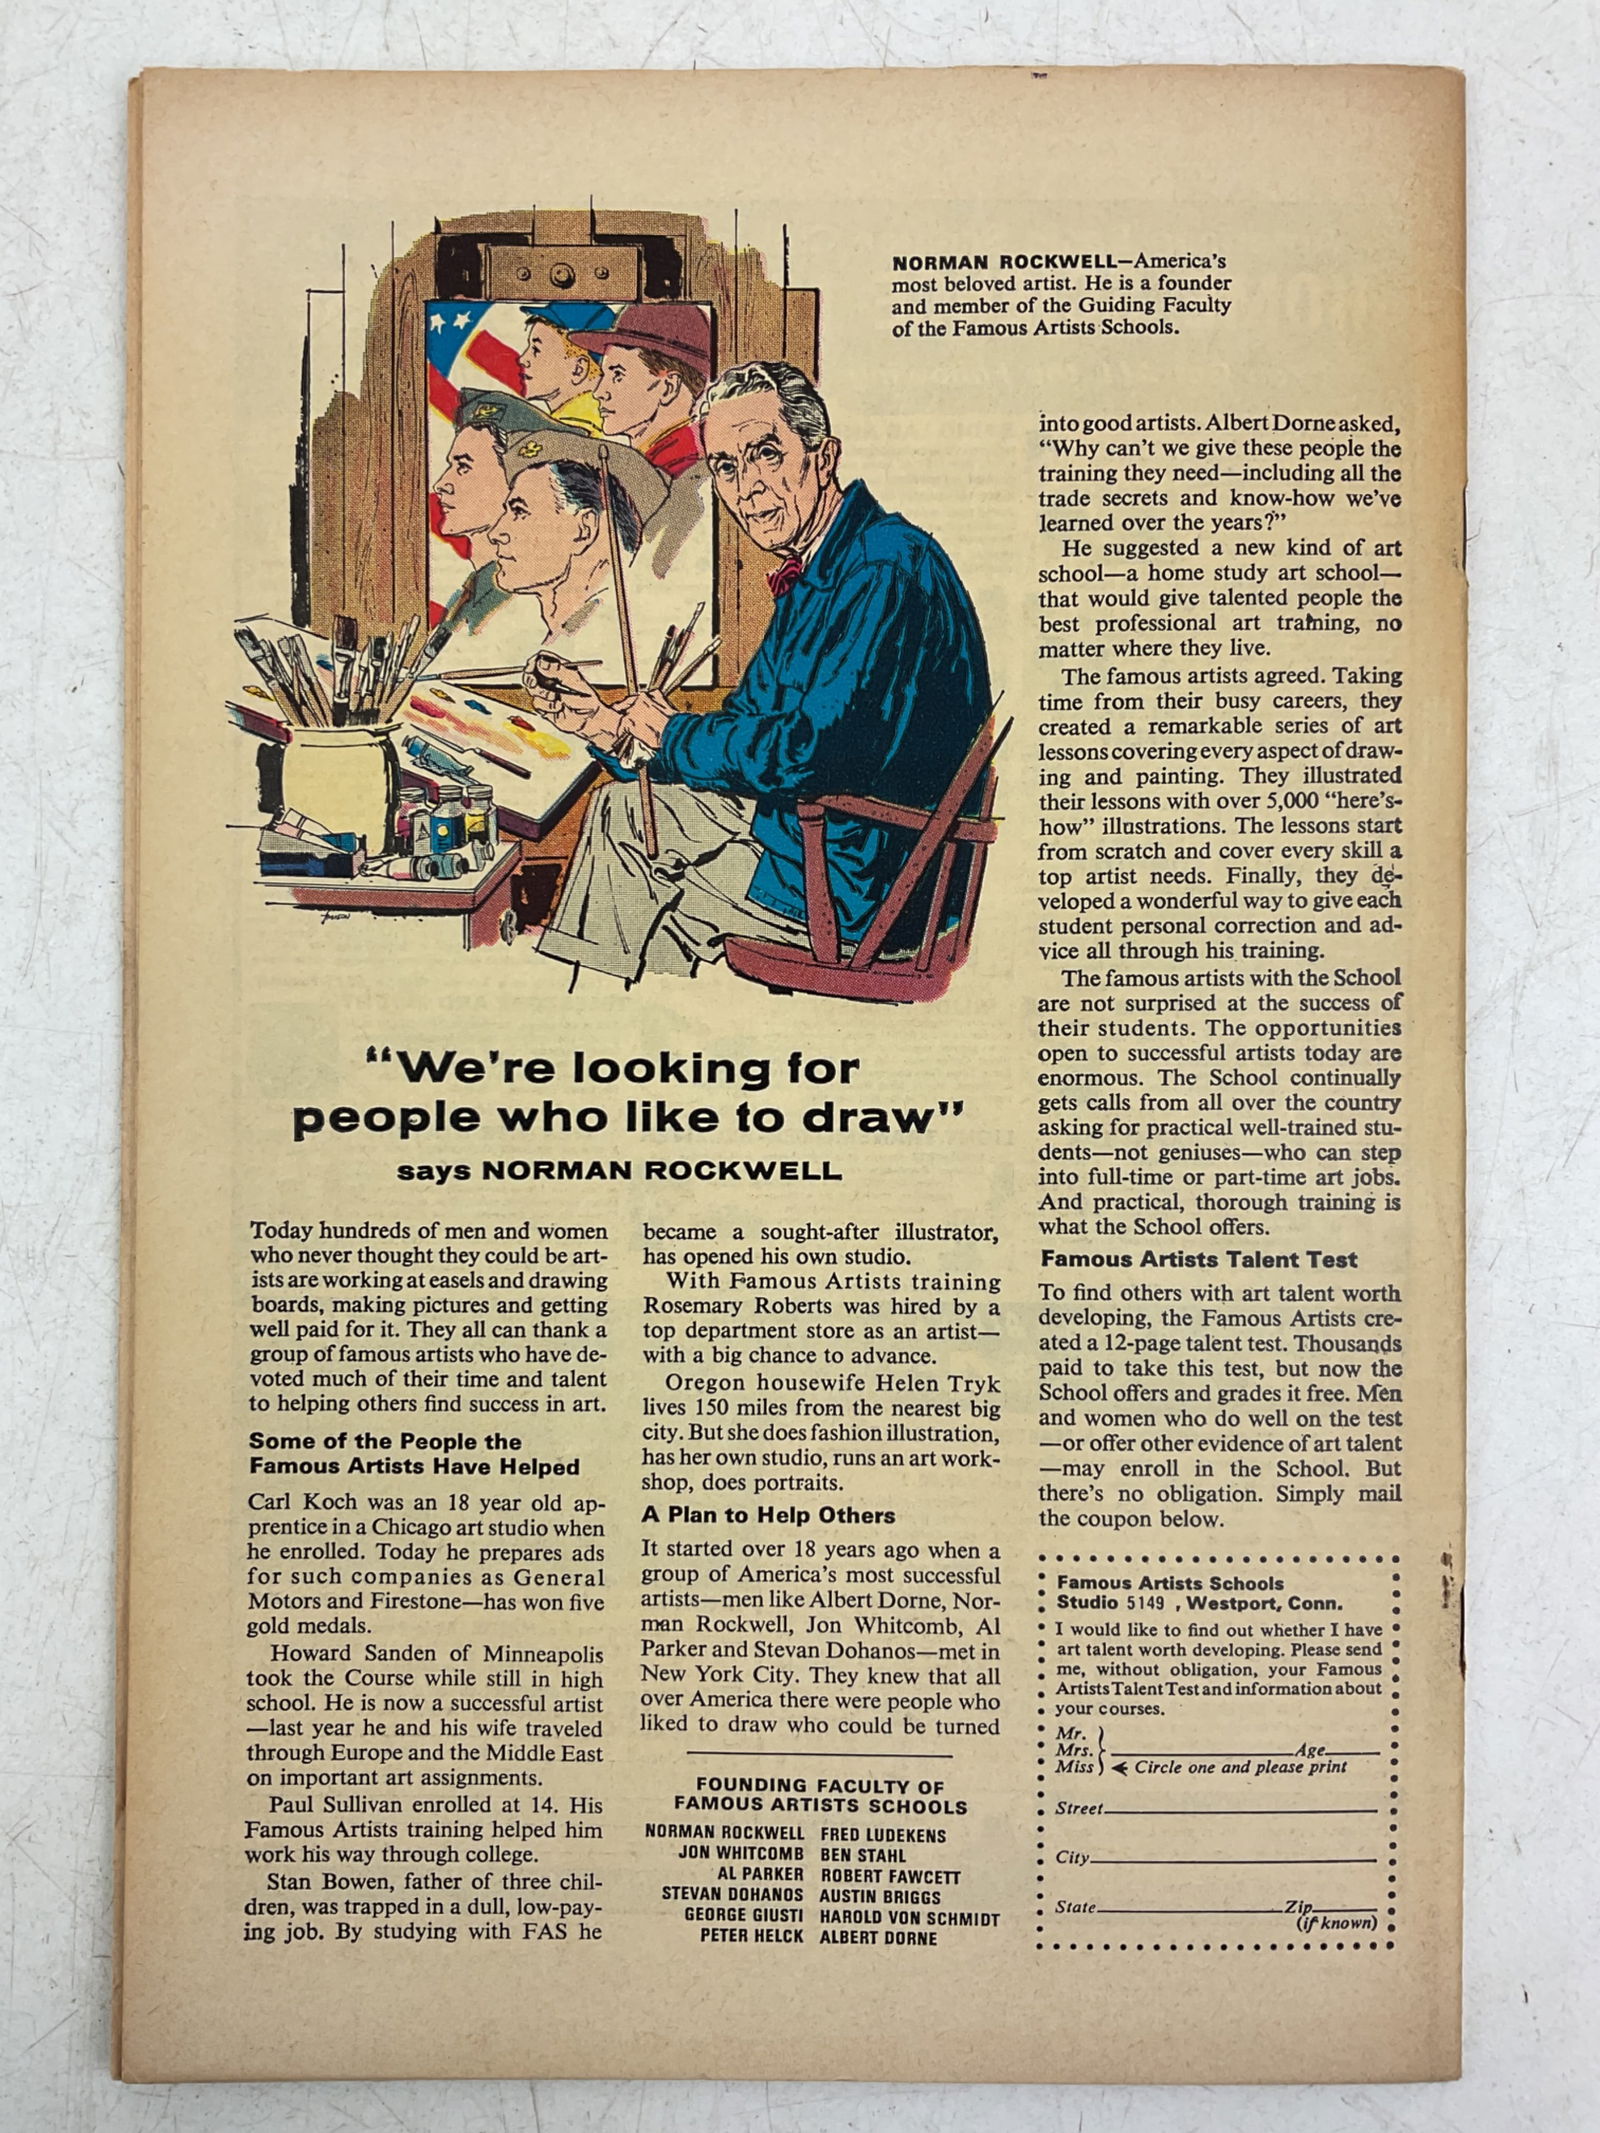 NORMAN ROCKWELL—America's
most beloved artist. He is a founder
and member of the Guiding Faculty
of the Famous Artists Schools.
"We're looking for
people who like to draw"
says NORMAN ROCKWELL
Today hundreds of men and women
who never thought they could be art-
ists are working at easels and drawing
boards, making pictures and getting
well paid for it. They all can thank a
group of famous artists who have de-
voted much of their time and talent
to helping others find success in art.
Some of the People the
Famous Artists Have Helped
Carl Koch was an 18 year old ap-
prentice in a Chicago art studio when
he enrolled. Today he prepares ads
for such companies as General
Motors and Firestone—has won five
gold medals.
Howard Sanden of Minneapolis
took the Course while still in high
school. He is now a successful artist
—last year he and his wife traveled
through Europe and the Middle East
on important art assignments.
Paul Sullivan enrolled at 14. His
Famous Artists training helped him
work his way through college.
Stan Bowen, father of three chil-
dren, was trapped in a dull, low-pay-
ing job. By studying with FAS he
became a sought-after illustrator,
has opened his own studio.
With Famous Artists training
Rosemary Roberts was hired by a
top department store as an artist—
with a big chance to advance.
Oregon housewife Helen Tryk
lives 150 miles from the nearest big
city. But she does fashion illustration,
has her own studio, runs an art work-
shop, does portraits.
A Plan to Help Others
It started over 18 years ago when a
group of America's most successful
artists—men like Albert Dorne, Nor-
man Rockwell, Jon Whitcomb, Al
Parker and Stevan Dohanos—met in
New York City. They knew that all
over America there were people who
liked to draw who could be turned
into good artists. Albert Dorne asked,
"Why can't we give these people the
training they need—including all the
trade secrets and know-how we've
learned over the years?"
He suggested a new kind of art
school—a home study art school—
that would give talented people the
best professional art training, no
matter where they live.
The famous artists agreed. Taking
time from their busy careers, they
created a remarkable series of art
lessons covering every aspect of draw-
ing and painting. They illustrated
their lessons with over 5,000 "here's-
how" illustrations. The lessons start
from scratch and cover every skill a
top artist needs. Finally, they de-
veloped a wonderful way to give each
student personal correction and ad-
vice all through his training.
The famous artists with the School
are not surprised at the success of
their students. The opportunities
open to successful artists today are
enormous. The School continually
gets calls from all over the country
asking for practical well-trained stu-
dents—not geniuses—who can step
into full-time or part-time art jobs.
And practical, thorough training is
what the School offers.
Famous Artists Talent Test
To find others with art talent worth
developing, the Famous Artists cre-
ated a 12-page talent test. Thousands
paid to take this test, but now the
School offers and grades it free. Men
and women who do well on the test
—or offer other evidence of art talent
—may enroll in the School. But
there's no obligation. Simply mail
the coupon below.
FOUNDING FACULTY OF
FAMOUS ARTISTS SCHOOLS
NORMAN ROCKWELL FRED LUDEKENS
JON WHITCOMB BEN STAHL
AL PARKER ROBERT FAWCETT
STEVAN DOHANOS AUSTIN BRIGGS
GEORGE GIUSTI HAROLD VON SCHMIDT
PETER HELCK ALBERT DORNE
Famous Artists Schools
Studio 5149 , Westport, Conn.
I would like to find out whether I have
art talent worth developing. Please send
me, without obligation, your Famous
Artists Talent Test and information about
your courses.
Mr.
Mrs. Age
Miss Circle one and please print
Street
City
State Zip
(if known)